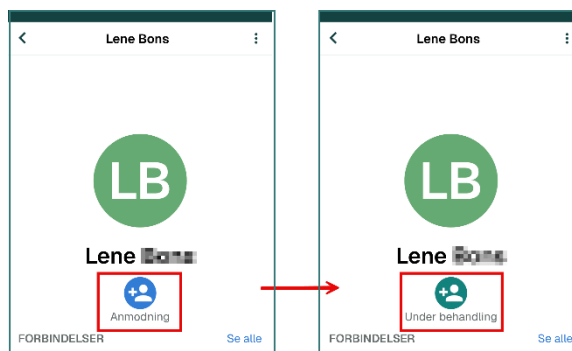 Lene Bons
LB
Lene
Anmodning
FORBINDELSER Se alle
Lene Bons
LB
Lene
Under behandling
FORBINDELSER Se alle